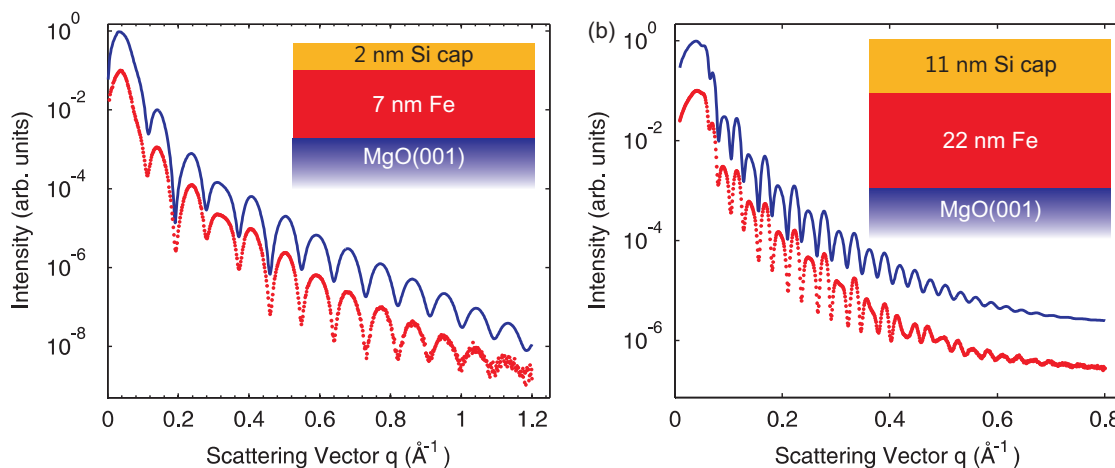 10^0
10^-2
10^-4
10^-6
10^-8
Intensity (arb. units)
0
0.2
0.4
0.6
0.8
1
1.2
Scattering Vector q (Å^-1)
2 nm Si cap
7 nm Fe
MgO(001)
(b)
10^0
10^-2
10^-4
10^-6
Intensity (arb. units)
0
0.2
0.4
0.6
0.8
Scattering Vector q (Å^-1)
11 nm Si cap
22 nm Fe
MgO(001)